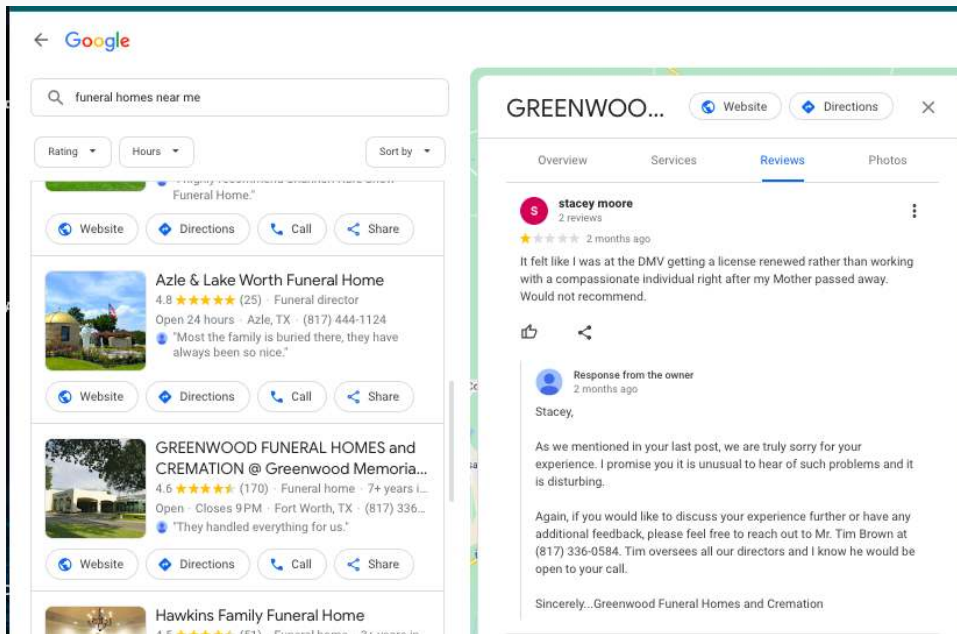 Google
funeral homes near me
Rating
Hours
Sort by
Funeral Home."
Website
Directions
Call
Share
Azle & Lake Worth Funeral Home
4.8 (25) · Funeral director
Open 24 hours · Azle, TX · (817) 444-1124
"Most the family is buried there, they have
always been so nice."
Website
Directions
Call
Share
GREENWOOD FUNERAL HOMES and
CREMATION @ Greenwood Memoria...
4.6 (170) · Funeral home · 7+ years i...
Open · Closes 9 PM · Fort Worth, TX · (817) 336...
"They handled everything for us."
Website
Directions
Call
Share
Hawkins Family Funeral Home
GREENWOO...
Website
Directions
Overview
Services
Reviews
Photos
S
stacey moore
2 reviews
2 months ago
It felt like I was at the DMV getting a license renewed rather than working
with a compassionate individual right after my Mother passed away.
Would not recommend.
Response from the owner
2 months ago
Stacey,
As we mentioned in your last post, we are truly sorry for your
experience. I promise you it is unusual to hear of such problems and it
is disturbing.
Again, if you would like to discuss your experience further or have any
additional feedback, please feel free to reach out to Mr. Tim Brown at
(817) 336-0584. Tim oversees all our directors and I know he would be
open to your call.
Sincerely...Greenwood Funeral Homes and Cremation